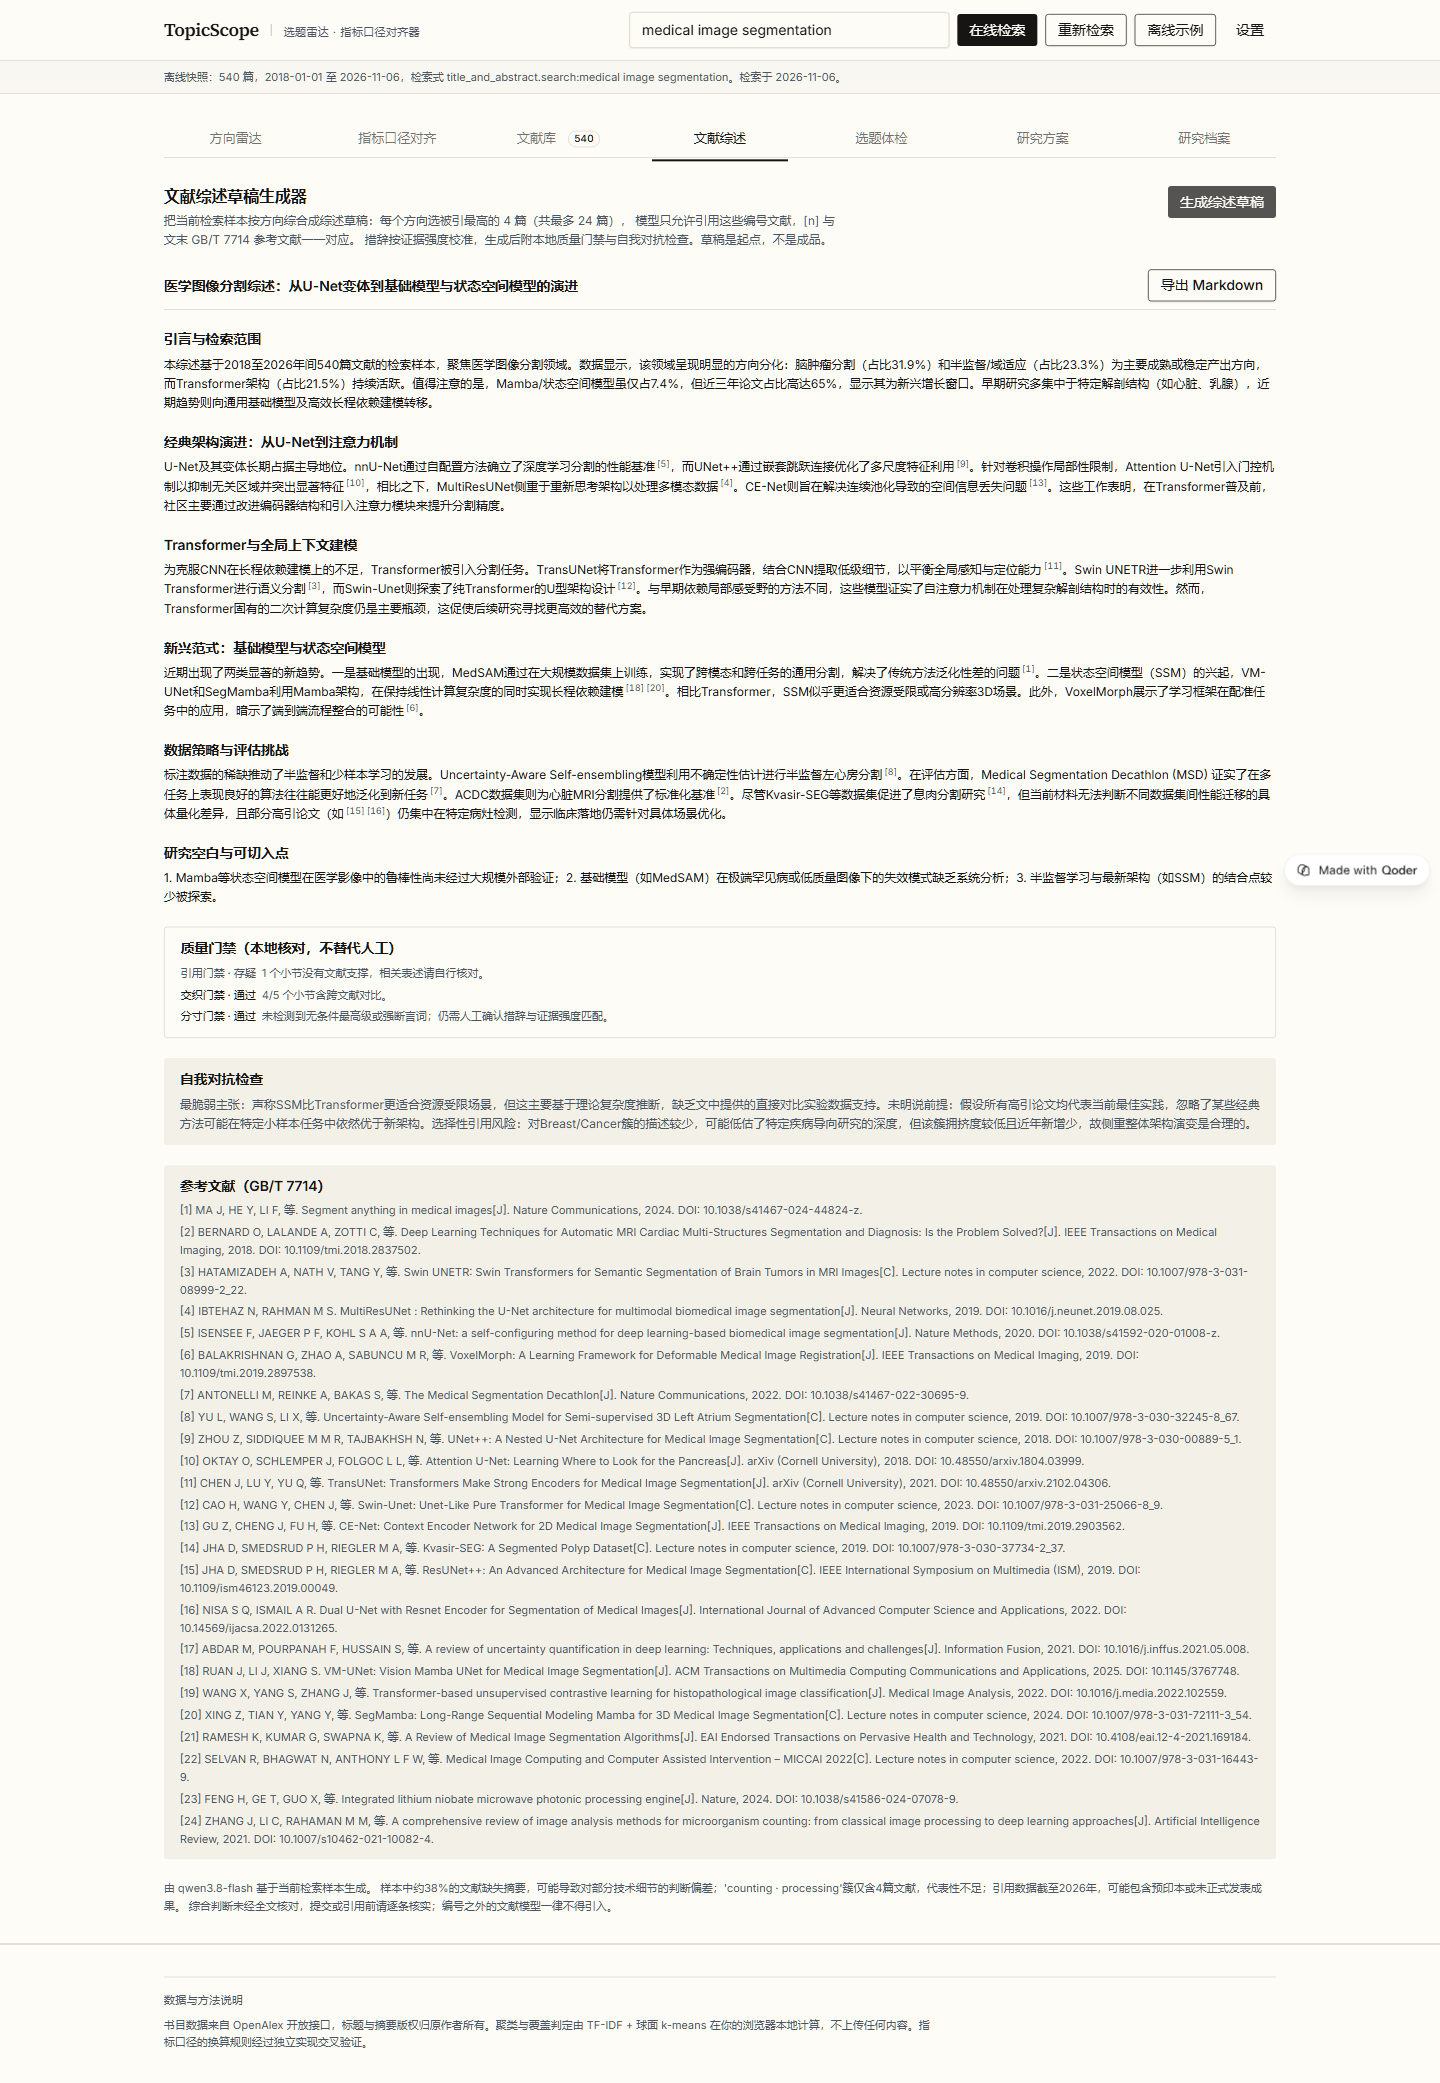 TopicScope
选题雷达 · 指标口径对齐器
medical image segmentation
在线检索
重新检索
离线示例
设置
离线快照：540 篇，2018-01-01 至 2026-11-06，检索式 title_and_abstract.search:medical image segmentation。检索于 2026-11-06。
方向雷达
指标口径对齐
文献库 540
文献综述
选题体检
研究方案
研究档案
文献综述草稿生成器
生成综述草稿
把当前检索样本按方向综合成综述草稿：每个方向选被引最高的 4 篇（共最多 24 篇）， 模型只允许引用这些编号文献，[n] 与
文末 GB/T 7714 参考文献一一对应。 措辞按证据强度校准，生成后附本地质量门禁与自我对抗检查。草稿是起点，不是成品。
医学图像分割综述：从U-Net变体到基础模型与状态空间模型的演进
导出 Markdown
引言与检索范围
本综述基于2018至2026年间540篇文献的检索样本，聚焦医学图像分割领域。数据显示，该领域呈现明显的方向分化：脑肿瘤分割（占比31.9%）和半监督/域适应（占比23.3%）为主要成熟或稳定产出方向，
而Transformer架构（占比21.5%）持续活跃。值得注意的是，Mamba/状态空间模型虽仅占7.4%，但近三年论文占比高达65%，显示其为新兴增长窗口。早期研究多集中于特定解剖结构（如心脏、乳腺），近
期趋势则向通用基础模型及高效长程依赖建模转移。
经典架构演进：从U-Net到注意力机制
U-Net及其变体长期占据主导地位。nnU-Net通过自配置方法确立了深度学习分割的性能基准[5]，而UNet++通过嵌套跳跃连接优化了多尺度特征利用[9]。针对卷积操作局部性限制，Attention U-Net引入门控机
制以抑制无关区域并突出显著特征[10]，相比之下，MultiResUNet侧重于重新思考架构以处理多模态数据[4]。CE-Net则旨在解决连续池化导致的空间信息丢失问题[13]。这些工作表明，在Transformer普及前，
社区主要通过改进编码器结构和引入注意力模块来提升分割精度。
Transformer与全局上下文建模
为克服CNN在长程依赖建模上的不足，Transformer被引入分割任务。TransUNet将Transformer作为强编码器，结合CNN提取低级细节，以平衡全局感知与定位能力[11]。Swin UNETR进一步利用Swin
Transformer进行语义分割[3]，而Swin-Unet则探索了纯Transformer的U型架构设计[12]。与早期依赖局部感受野的方法不同，这些模型证实了自注意力机制在处理复杂解剖结构时的有效性。然而，
Transformer固有的二次计算复杂度仍是主要瓶颈，这促使后续研究寻找更高效的替代方案。
新兴范式：基础模型与状态空间模型
近期出现了两类显著的新趋势。一是基础模型的出现，MedSAM通过在大规模数据集上训练，实现了跨模态和跨任务的通用分割，解决了传统方法泛化性差的问题[1]。二是状态空间模型（SSM）的兴起，VM-
UNet和SegMamba利用Mamba架构，在保持线性计算复杂度的同时实现长程依赖建模[18][20]。相比Transformer，SSM似乎更适合资源受限或高分辨率3D场景。此外，VoxelMorph展示了学习框架在配准任
务中的应用，暗示了端到端流程整合的可能性[6]。
数据策略与评估挑战
标注数据的稀缺推动了半监督和少样本学习的发展。Uncertainty-Aware Self-ensembling模型利用不确定性估计进行半监督左心房分割[8]。在评估方面，Medical Segmentation Decathlon (MSD) 证实了在多
任务上表现良好的算法往往能更好地泛化到新任务[7]。ACDC数据集则为心脏MRI分割提供了标准化基准[2]。尽管Kvasir-SEG等数据集促进了息肉分割研究[14]，但当前材料无法判断不同数据集间性能迁移的具
体量化差异，且部分高引论文（如[15][16]）仍集中在特定病灶检测，显示临床落地仍需针对具体场景优化。
研究空白与可切入点
1. Mamba等状态空间模型在医学影像中的鲁棒性尚未经过大规模外部验证；2. 基础模型（如MedSAM）在极端罕见病或低质量图像下的失效模式缺乏系统分析；3. 半监督学习与最新架构（如SSM）的结合点较
少被探索。
Made with Qoder
质量门禁（本地核对，不替代人工）
引用门禁 · 存疑 1 个小节没有文献支撑，相关表述请自行核对。
交织门禁 · 通过 4/5 个小节含跨文献对比。
分寸门禁 · 通过 未检测到无条件最高级或强断言词；仍需人工确认措辞与证据强度匹配。
自我对抗检查
最脆弱主张：声称SSM比Transformer更适合资源受限场景，但这主要基于理论复杂度推断，缺乏文中提供的直接对比实验数据支持。未明说前提：假设所有高引论文均代表当前最佳实践，忽略了某些经典
方法可能在特定小样本任务中依然优于新架构。选择性引用风险：对Breast/Cancer簇的描述较少，可能低估了特定疾病导向研究的深度，但该簇拥挤度较低且近年新增少，故侧重整体架构演变是合理的。
参考文献（GB/T 7714）
[1] MA J, HE Y, LI F, 等. Segment anything in medical images[J]. Nature Communications, 2024. DOI: 10.1038/s41467-024-44824-z.
[2] BERNARD O, LALANDE A, ZOTTI C, 等. Deep Learning Techniques for Automatic MRI Cardiac Multi-Structures Segmentation and Diagnosis: Is the Problem Solved?[J]. IEEE Transactions on Medical
Imaging, 2018. DOI: 10.1109/tmi.2018.2837502.
[3] HATAMIZADEH A, NATH V, TANG Y, 等. Swin UNETR: Swin Transformers for Semantic Segmentation of Brain Tumors in MRI Images[C]. Lecture notes in computer science, 2022. DOI: 10.1007/978-3-031-
08999-2_22.
[4] IBTEHAZ N, RAHMAN M S. MultiResUNet : Rethinking the U-Net architecture for multimodal biomedical image segmentation[J]. Neural Networks, 2019. DOI: 10.1016/j.neunet.2019.08.025.
[5] ISENSEE F, JAEGER P F, KOHL S A A, 等. nnU-Net: a self-configuring method for deep learning-based biomedical image segmentation[J]. Nature Methods, 2020. DOI: 10.1038/s41592-020-01008-z.
[6] BALAKRISHNAN G, ZHAO A, SABUNCU M R, 等. VoxelMorph: A Learning Framework for Deformable Medical Image Registration[J]. IEEE Transactions on Medical Imaging, 2019. DOI:
10.1109/tmi.2019.2897538.
[7] ANTONELLI M, REINKE A, BAKAS S, 等. The Medical Segmentation Decathlon[J]. Nature Communications, 2022. DOI: 10.1038/s41467-022-30695-9.
[8] YU L, WANG S, LI X, 等. Uncertainty-Aware Self-ensembling Model for Semi-supervised 3D Left Atrium Segmentation[C]. Lecture notes in computer science, 2019. DOI: 10.1007/978-3-030-32245-8_67.
[9] ZHOU Z, SIDDIQUEE M M R, TAJBAKHSH N, 等. UNet++: A Nested U-Net Architecture for Medical Image Segmentation[C]. Lecture notes in computer science, 2018. DOI: 10.1007/978-3-030-00889-5_1.
[10] OKTAY O, SCHLEMPER J, FOLGOC L L, 等. Attention U-Net: Learning Where to Look for the Pancreas[J]. arXiv (Cornell University), 2018. DOI: 10.48550/arxiv.1804.03999.
[11] CHEN J, LU Y, YU Q, 等. TransUNet: Transformers Make Strong Encoders for Medical Image Segmentation[J]. arXiv (Cornell University), 2021. DOI: 10.48550/arxiv.2102.04306.
[12] CAO H, WANG Y, CHEN J, 等. Swin-Unet: Unet-Like Pure Transformer for Medical Image Segmentation[C]. Lecture notes in computer science, 2023. DOI: 10.1007/978-3-031-25066-8_9.
[13] GU Z, CHENG J, FU H, 等. CE-Net: Context Encoder Network for 2D Medical Image Segmentation[J]. IEEE Transactions on Medical Imaging, 2019. DOI: 10.1109/tmi.2019.2903562.
[14] JHA D, SMEDSRUD P H, RIEGLER M A, 等. Kvasir-SEG: A Segmented Polyp Dataset[C]. Lecture notes in computer science, 2019. DOI: 10.1007/978-3-030-37734-2_37.
[15] JHA D, SMEDSRUD P H, RIEGLER M A, 等. ResUNet++: An Advanced Architecture for Medical Image Segmentation[C]. IEEE International Symposium on Multimedia (ISM), 2019. DOI:
10.1109/ism46123.2019.00049.
[16] NISA S Q, ISMAIL A R. Dual U-Net with Resnet Encoder for Segmentation of Medical Images[J]. International Journal of Advanced Computer Science and Applications, 2022. DOI:
10.14569/ijacsa.2022.0131265.
[17] ABDAR M, POURPANAH F, HUSSAIN S, 等. A review of uncertainty quantification in deep learning: Techniques, applications and challenges[J]. Information Fusion, 2021. DOI: 10.1016/j.inffus.2021.05.008.
[18] RUAN J, LI J, XIANG S. VM-UNet: Vision Mamba UNet for Medical Image Segmentation[J]. ACM Transactions on Multimedia Computing Communications and Applications, 2025. DOI: 10.1145/3767748.
[19] WANG X, YANG S, ZHANG J, 等. Transformer-based unsupervised contrastive learning for histopathological image classification[J]. Medical Image Analysis, 2022. DOI: 10.1016/j.media.2022.102559.
[20] XING Z, TIAN Y, YANG Y, 等. SegMamba: Long-Range Sequential Modeling Mamba for 3D Medical Image Segmentation[C]. Lecture notes in computer science, 2024. DOI: 10.1007/978-3-031-72111-3_54.
[21] RAMESH K, KUMAR G, SWAPNA K, 等. A Review of Medical Image Segmentation Algorithms[J]. EAI Endorsed Transactions on Pervasive Health and Technology, 2021. DOI: 10.4108/eai.12-4-2021.169184.
[22] SELVAN R, BHAGWAT N, ANTHONY L F W, 等. Medical Image Computing and Computer Assisted Intervention – MICCAI 2022[C]. Lecture notes in computer science, 2022. DOI: 10.1007/978-3-031-16443-
9.
[23] FENG H, GE T, GUO X, 等. Integrated lithium niobate microwave photonic processing engine[J]. Nature, 2024. DOI: 10.1038/s41586-024-07078-9.
[24] ZHANG J, LI C, RAHAMAN M M, 等. A comprehensive review of image analysis methods for microorganism counting: from classical image processing to deep learning approaches[J]. Artificial Intelligence
Review, 2021. DOI: 10.1007/s10462-021-10082-4.
由 qwen3.8-flash 基于当前检索样本生成。 样本中约38%的文献缺失摘要，可能导致对部分技术细节的判断偏差；'counting · processing'簇仅含4篇文献，代表性不足；引用数据截至2026年，可能包含预印本或未正式发表成
果。 综合判断未经全文核对，提交或引用前请逐条核实；编号之外的文献模型一律不得引入。
数据与方法说明
书目数据来自 OpenAlex 开放接口，标题与摘要版权归原作者所有。聚类与覆盖判定由 TF-IDF + 球面 k-means 在你的浏览器本地计算，不上传任何内容。指
标口径的换算规则经过独立实现交叉验证。